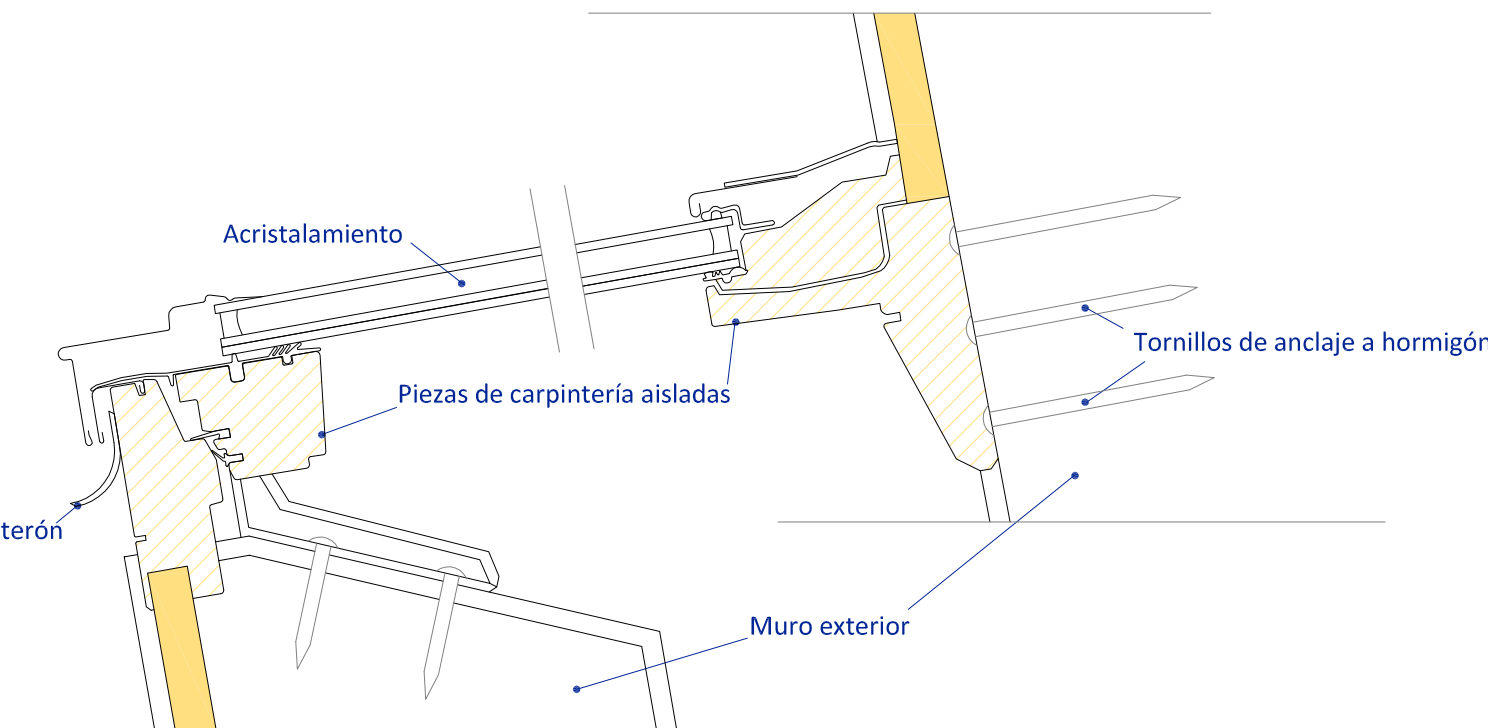 Acristalamiento
Tornillos de anclaje a hormigón
Piezas de carpintería aisladas
terón
Muro exterior